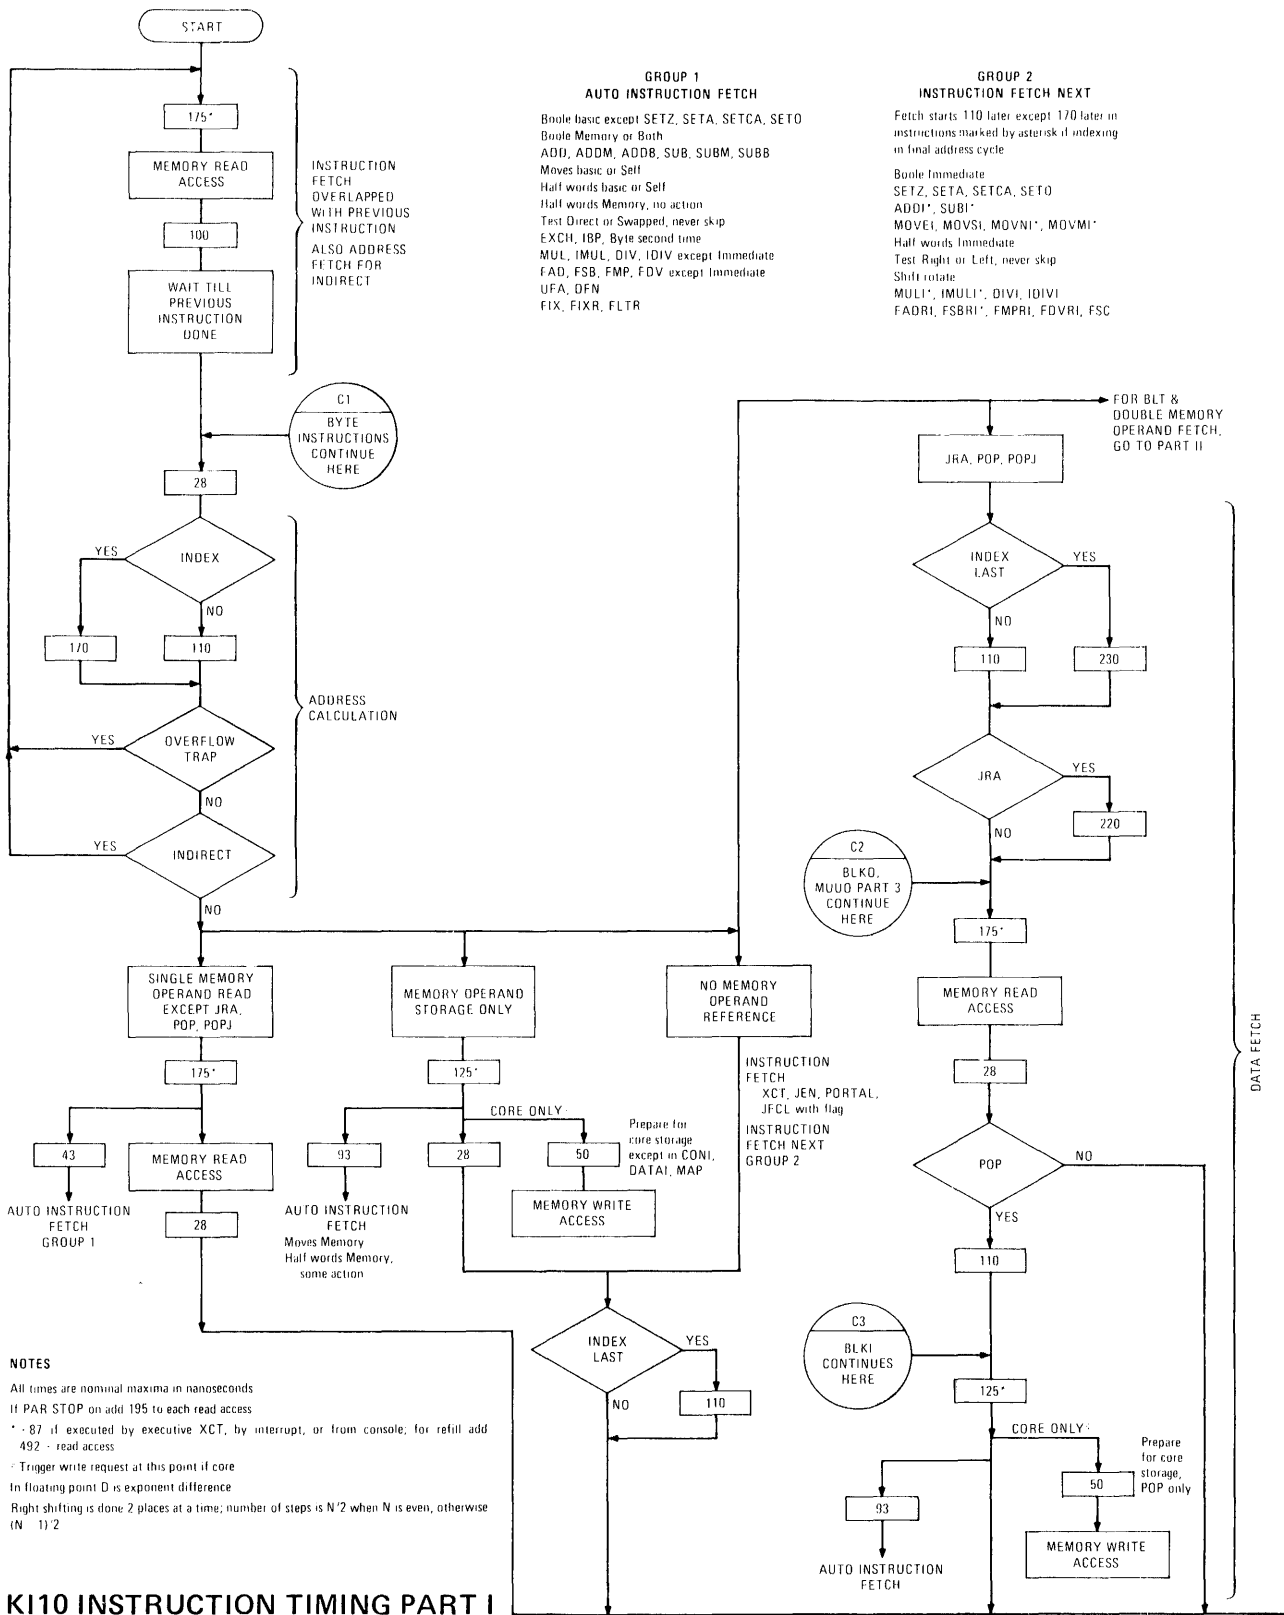 START
175*
MEMORY READ
ACCESS
100
WAIT TILL
PREVIOUS
INSTRUCTION
DONE
INSTRUCTION
FETCH
OVERLAPPED
WITH PREVIOUS
INSTRUCTION
ALSO ADDRESS
FETCH FOR
INDIRECT
GROUP 1
AUTO INSTRUCTION FETCH
Boole basic except SETZ, SETA, SETCA, SETO
Boole Memory or Both
ADD, ADDM, ADDB, SUB, SUBM, SUBB
Moves basic or Self
Half words basic or Self
Half words Memory, no action
Test Direct or Swapped, never skip
EXCH, IBP, Byte second time
MUL, IMUL, DIV, IDIV except Immediate
FAD, FSB, FMP, FDV except Immediate
UFA, DFN
FIX, FIXR, FLTR
GROUP 2
INSTRUCTION FETCH NEXT
Fetch starts 110 later except 170 later in
instructions marked by asterisk if indexing
in final address cycle
Boole Immediate
SETZ, SETA, SETCA, SETO
ADDI*, SUBI*
MOVEI, MOVSI, MOVNI*, MOVMI*
Half words Immediate
Test Right or Left, never skip
Shift rotate
MULI*, IMULI*, DIVI, IDIVI
FADRI, FSBRI*, FMPRI, FDVRI, FSC
C1
BYTE
INSTRUCTIONS
CONTINUE
HERE
28
INDEX
YES
NO
170
110
OVERFLOW
TRAP
YES
NO
INDIRECT
YES
NO
ADDRESS
CALCULATION
SINGLE MEMORY
OPERAND READ
EXCEPT JRA,
POP, POPJ
175*
43
AUTO INSTRUCTION
FETCH
GROUP 1
MEMORY READ
ACCESS
28
MEMORY OPERAND
STORAGE ONLY
125*
CORE ONLY
93
28
50
Prepare for
core storage
except in CONI,
DATAI, MAP
AUTO INSTRUCTION
FETCH
Moves Memory
Half words Memory,
some action
MEMORY WRITE
ACCESS
NO MEMORY
OPERAND
REFERENCE
INSTRUCTION
FETCH
XCT, JEN, PORTAL,
JFCL with flag
INSTRUCTION
FETCH NEXT
GROUP 2
INDEX
LAST
YES
NO
110
FOR BLT &
DOUBLE MEMORY
OPERAND FETCH,
GO TO PART II
JRA, POP, POPJ
INDEX
LAST
YES
NO
110
230
JRA
YES
NO
220
C2
BLKO,
MUUO PART 3
CONTINUE
HERE
175*
MEMORY READ
ACCESS
28
POP
NO
YES
110
C3
BLKI
CONTINUES
HERE
125*
CORE ONLY
93
50
Prepare
for core
storage,
POP only
AUTO INSTRUCTION
FETCH
MEMORY WRITE
ACCESS
DATA FETCH
NOTES
All times are nominal maxima in nanoseconds
If PAR STOP on add 195 to each read access
* - 87 if executed by executive XCT, by interrupt, or from console; for refill add
492 - read access
Trigger write request at this point if core
In floating point D is exponent difference
Right shifting is done 2 places at a time; number of steps is N/2 when N is even, otherwise
(N 1)/2
KI10 INSTRUCTION TIMING PART I